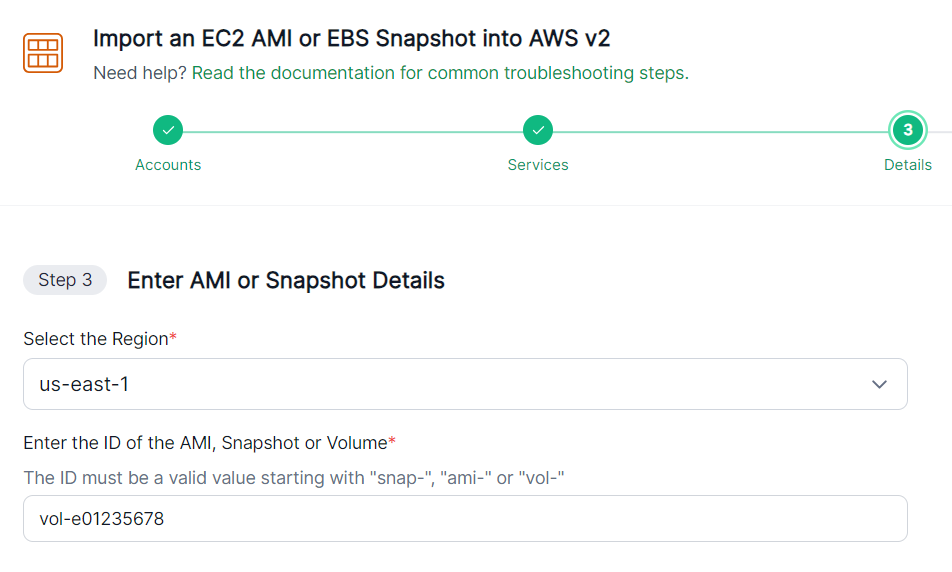 Import an EC2 AMI or EBS Snapshot into AWS v2
Need help? Read the documentation for common troubleshooting steps.
3
Accounts
Services
Details
Step 3
Enter AMI or Snapshot Details
Select the Region*
us-east-1
Enter the ID of the AMI, Snapshot or Volume*
The ID must be a valid value starting with "snap-", "ami-" or "vol-"
vol-e01235678